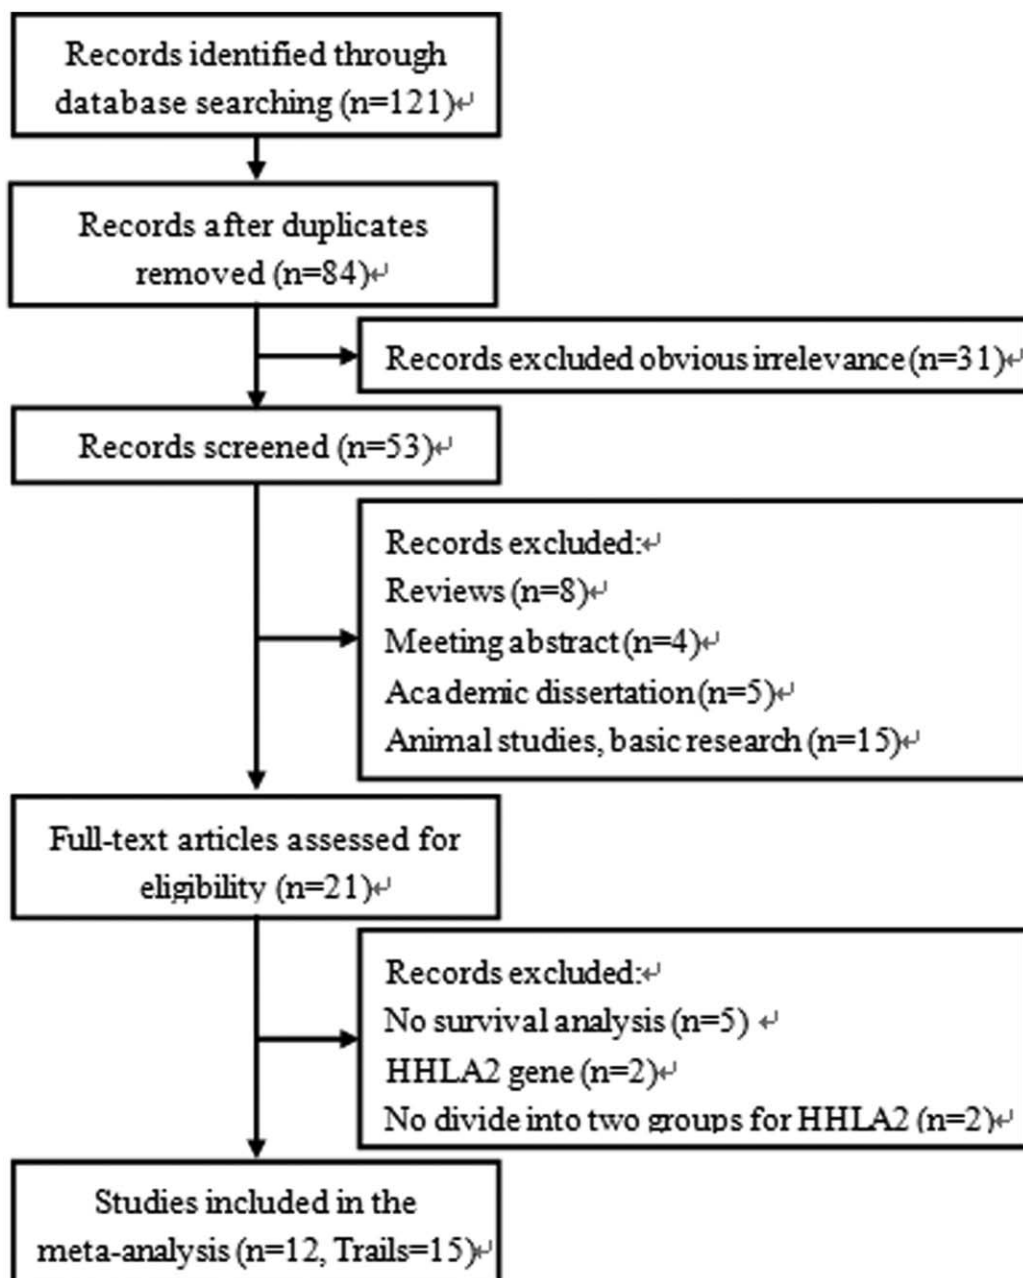 Records identified through
database searching (n=121)↵
Records after duplicates
removed (n=84)↵
Records excluded obvious irrelevance (n=31)↵
Records screened (n=53)↵
Records excluded:↵
Reviews (n=8)↵
Meeting abstract (n=4)↵
Academic dissertation (n=5)↵
Animal studies, basic research (n=15)↵
Full-text articles assessed for
eligibility (n=21)↵
Records excluded:↵
No survival analysis (n=5) ↵
HHLA2 gene (n=2)↵
No divide into two groups for HHLA2 (n=2)↵
Studies included in the
meta-analysis (n=12, Trails=15)↵